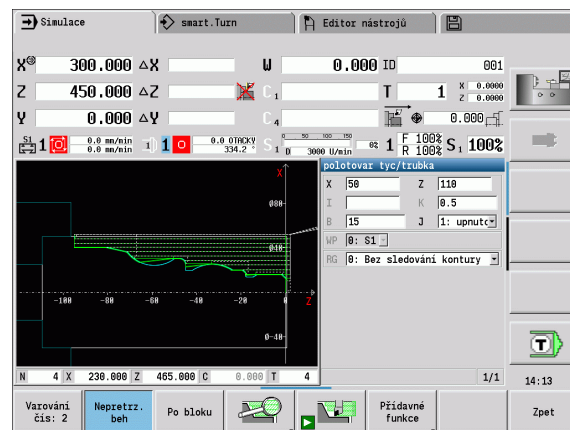 Simulace smart.Turn Editor nástrojů
X 300.000 △X U 0.000 ID 001
Z 450.000 △Z C 1 T 1 X 0.0000 Z 0.0000
Y 0.000 △Y C 4 0.000
S1 1 0.0 mm/min 0.0 mm/min 1 0.0 OTACKY 334.2 ° S 1 0 50 100 150 0% D 3000 U/min 1 F 100% R 100% S1 100%
polotovar tyc/trubka
X 50 Z 110
I K 0.5
B 15 J 1: upnutc
WP 0: S1
RG 0: Bez sledování kontury
X
Ø80
Ø40
-100 -80 -60 -40 -20 0 Z
Ø-40
N 4 X 230.000 Z 465.000 C 0.000 T 4
1/1
14:13
Varování čís: 2
Nepretrz. beh
Po bloku
Přídavné funkce
Zpet